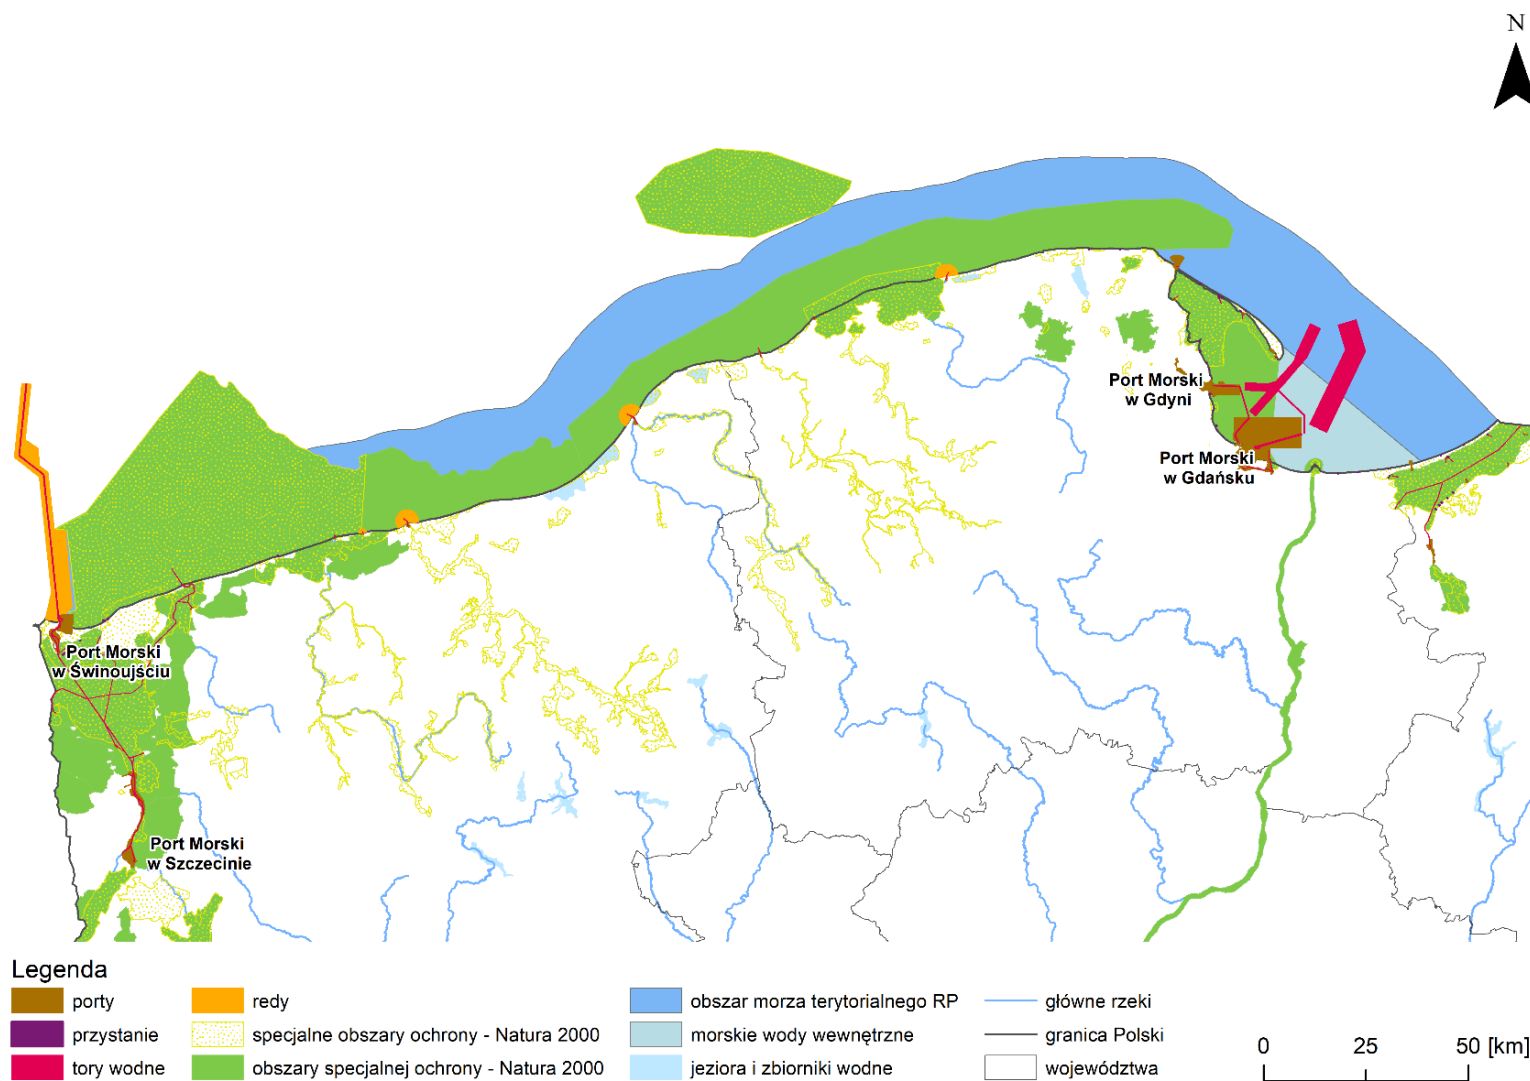 N
Port Morski
w Gdyni
Port Morski
w Gdańsku
Port Morski
w Świnoujściu
Port Morski
w Szczecinie
Legenda
porty
przystanie
tory wodne
redy
specjalne obszary ochrony - Natura 2000
obszary specjalnej ochrony - Natura 2000
obszar morza terytorialnego RP
morskie wody wewnętrzne
jeziora i zbiorniki wodne
główne rzeki
granica Polski
województwa
0 25 50 [km]